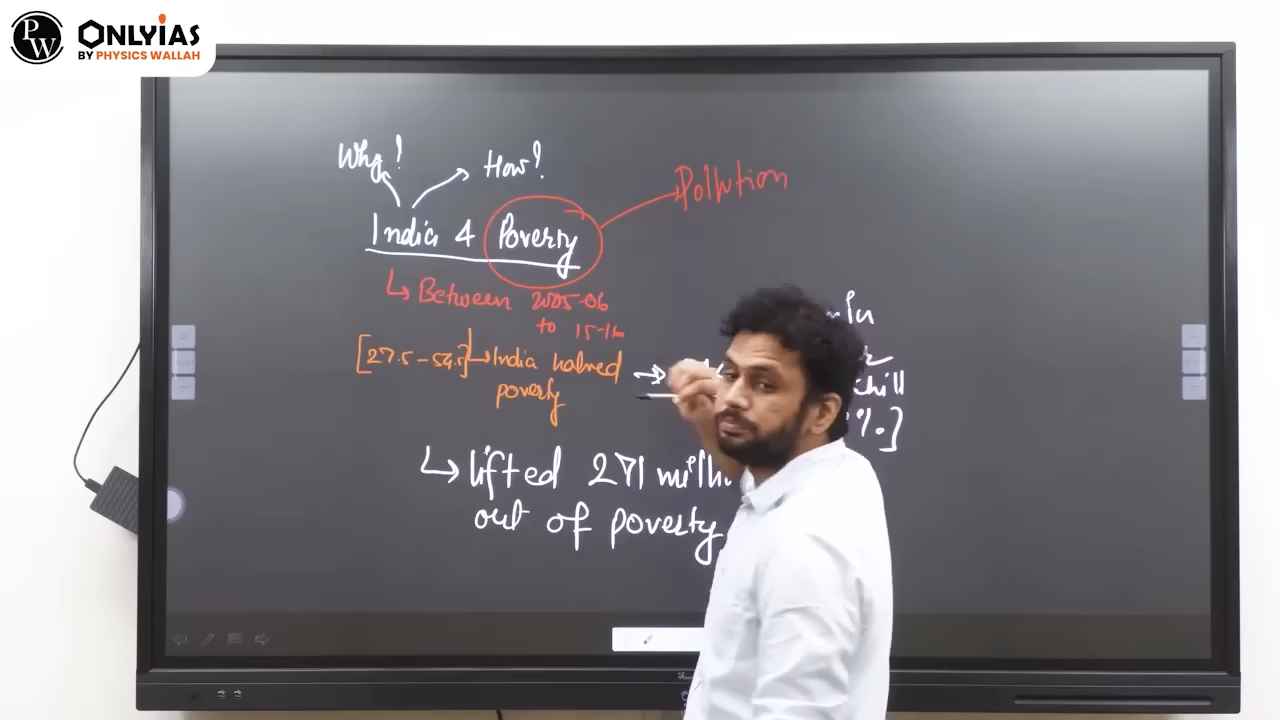 PW
ONLYIAS
BY PHYSICS WALLAH
Why?
How?
Pollution
India & Poverty
Between 2005-06
to 15-16
[27.5-54.5]
India halved
poverty
lifted 271
out of poverty
%.]